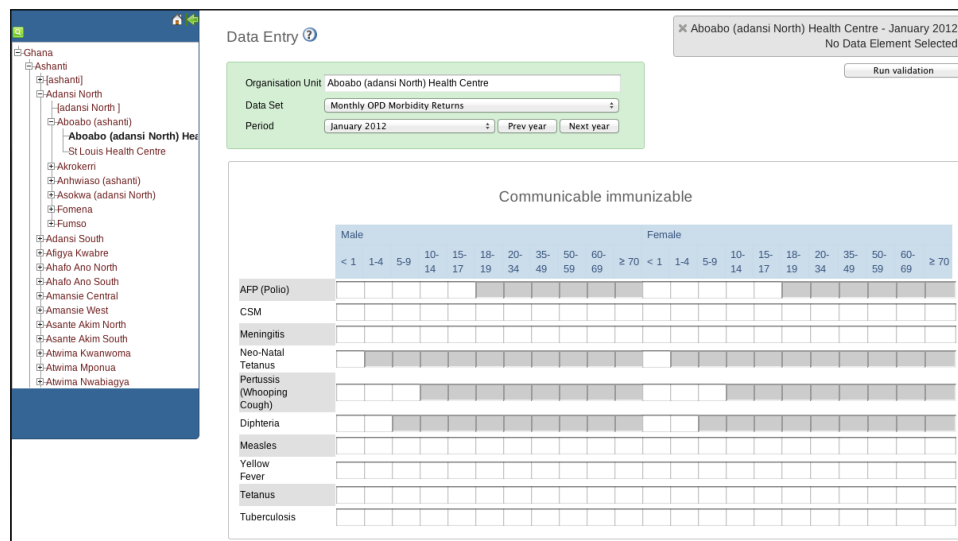 Ghana
Ashanti
[ashanti]
Adansi North
[adansi North ]
Aboabo (ashanti)
Aboabo (adansi North) Hea
St Louis Health Centre
Akrokerri
Anhwiaso (ashanti)
Asokwa (adansi North)
Fomena
Fumso
Adansi South
Afigya Kwabre
Ahafo Ano North
Ahafo Ano South
Amansie Central
Amansie West
Asante Akim North
Asante Akim South
Atwima Kwanwoma
Atwima Mponua
Atwima Nwabiagya
Data Entry ?
Aboabo (adansi North) Health Centre - January 2012
No Data Element Selected
Run validation
Organisation Unit Aboabo (adansi North) Health Centre
Data Set Monthly OPD Morbidity Returns
Period January 2012 Prev year Next year
Communicable immunizable
Male Female
< 1 1-4 5-9 10-14 15-17 18-19 20-34 35-49 50-59 60-69 ≥ 70 < 1 1-4 5-9 10-14 15-17 18-19 20-34 35-49 50-59 60-69 ≥ 70
AFP (Polio)
CSM
Meningitis
Neo-Natal
Tetanus
Pertussis
(Whooping
Cough)
Diphteria
Measles
Yellow
Fever
Tetanus
Tuberculosis